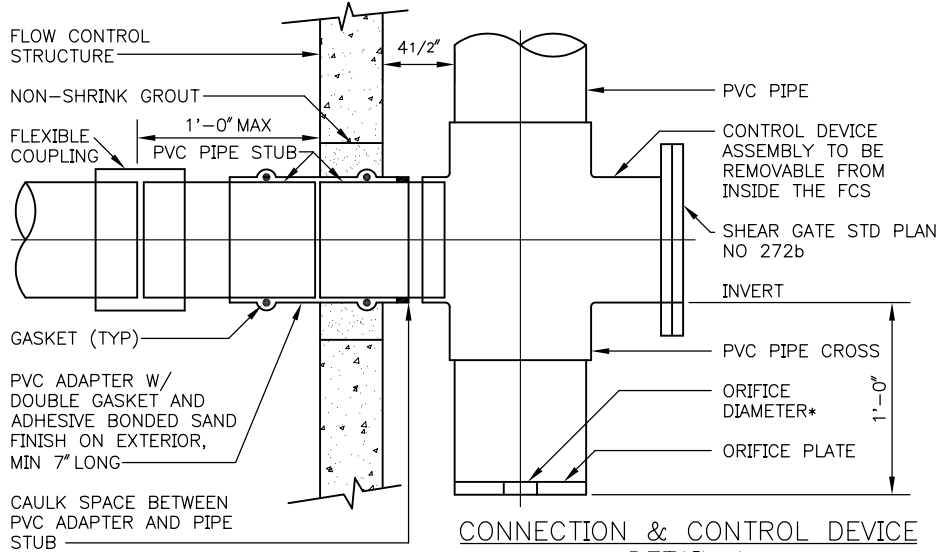 FLOW CONTROL
STRUCTURE
NON-SHRINK GROUT
FLEXIBLE
COUPLING
1'-0" MAX
PVC PIPE STUB
41/2"
GASKET (TYP)
PVC ADAPTER W/
DOUBLE GASKET AND
ADHESIVE BONDED SAND
FINISH ON EXTERIOR,
MIN 7" LONG
CAULK SPACE BETWEEN
PVC ADAPTER AND PIPE
STUB
PVC PIPE
CONTROL DEVICE
ASSEMBLY TO BE
REMOVABLE FROM
INSIDE THE FCS
SHEAR GATE STD PLAN
NO 272b
INVERT
PVC PIPE CROSS
ORIFICE
DIAMETER*
1'-0"
ORIFICE PLATE
CONNECTION & CONTROL DEVICE